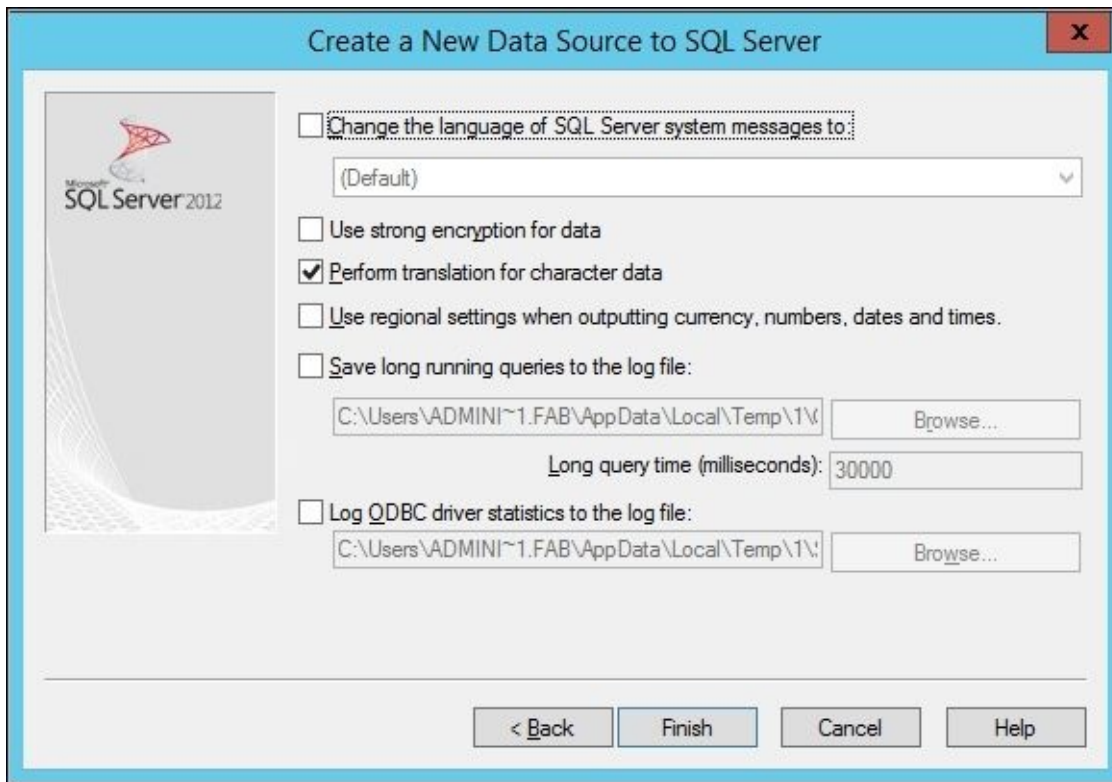 Create a New Data Source to SQL Server
x
Microsoft
SQL Server 2012
Change the language of SQL Server system messages to:
(Default)
Use strong encryption for data
Perform translation for character data
Use regional settings when outputting currency, numbers, dates and times.
Save long running queries to the log file:
C:\Users\ADMINI~1.FAB\AppData\Local\Temp\1\
Browse...
Long query time (milliseconds): 30000
Log ODBC driver statistics to the log file:
C:\Users\ADMINI~1.FAB\AppData\Local\Temp\1\
Browse...
< Back Finish Cancel Help